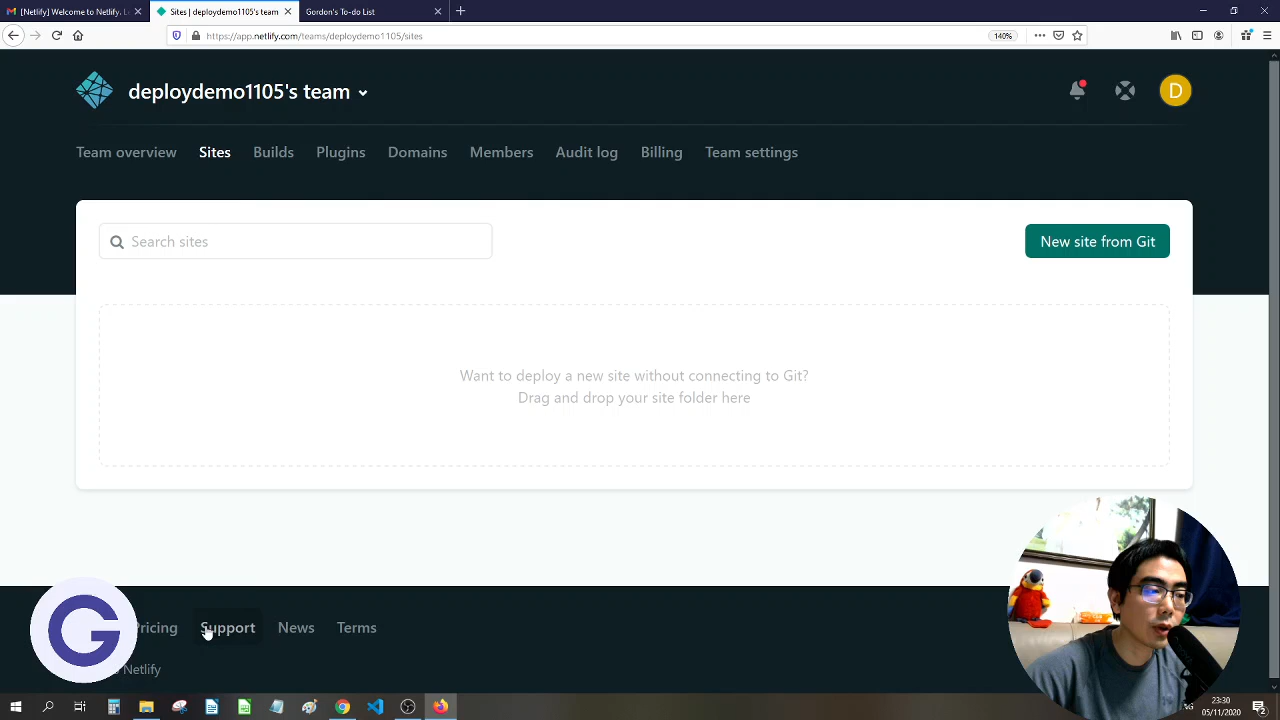 [Netlify] Welcome to Netlify. L
Sites | deploydemo1105's team
Gordon's To-do List
https://app.netlify.com/teams/deploydemo1105/sites
140%
deploydemo1105's team
D
Team overview
Sites
Builds
Plugins
Domains
Members
Audit log
Billing
Team settings
Search sites
New site from Git
Want to deploy a new site without connecting to Git?
Drag and drop your site folder here
Pricing
Support
News
Terms
Netlify
G
23:30
05/11/2020
2